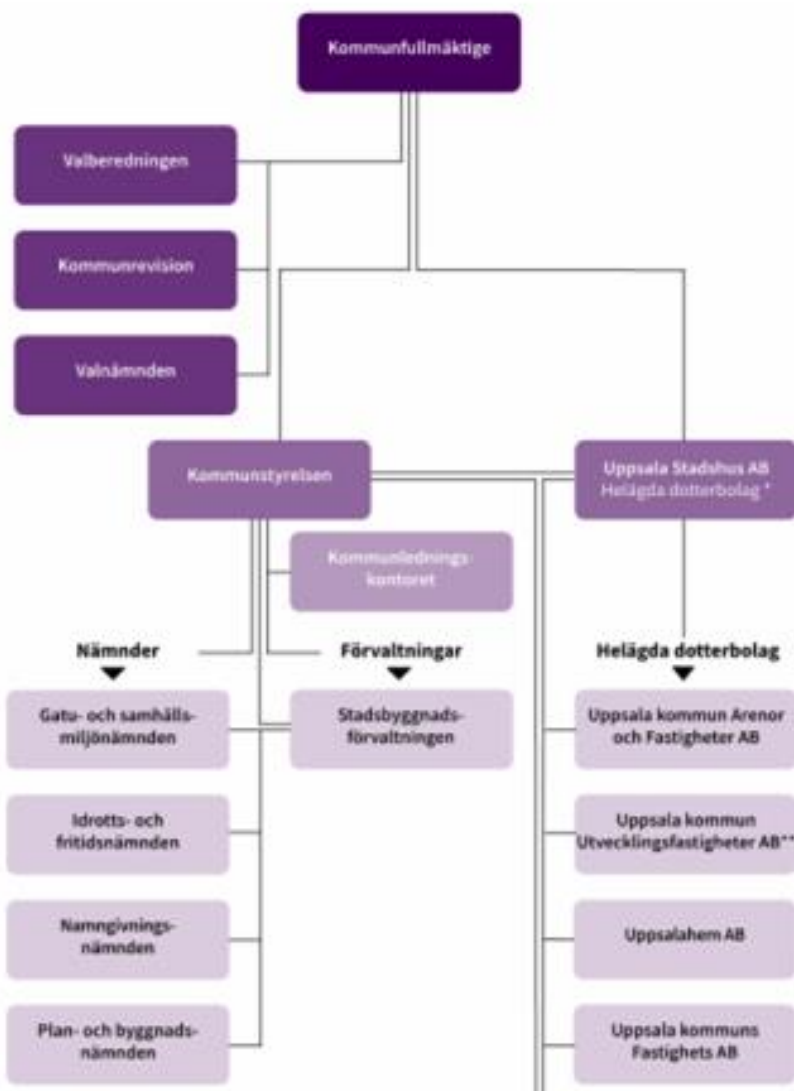 Kommunfullmäktige
Valberedningen
Kommunrevision
Valnämnden
Kommunstyrelsen
Uppsala Stadshus AB
Helägda dotterbolag *
Kommunlednings-
kontoret
Nämnder
Förvaltningar
Helägda dotterbolag
Gatu- och samhälls-
miljönämnden
Stadsbyggnads-
förvaltningen
Uppsala kommun Arenor
och Fastigheter AB
Idrotts- och
fritidsnämnden
Uppsala kommun
Utvecklingsfastigheter AB**
Namngivnings-
nämnden
Uppsalahem AB
Plan- och byggnads-
nämnden
Uppsala kommuns
Fastighets AB